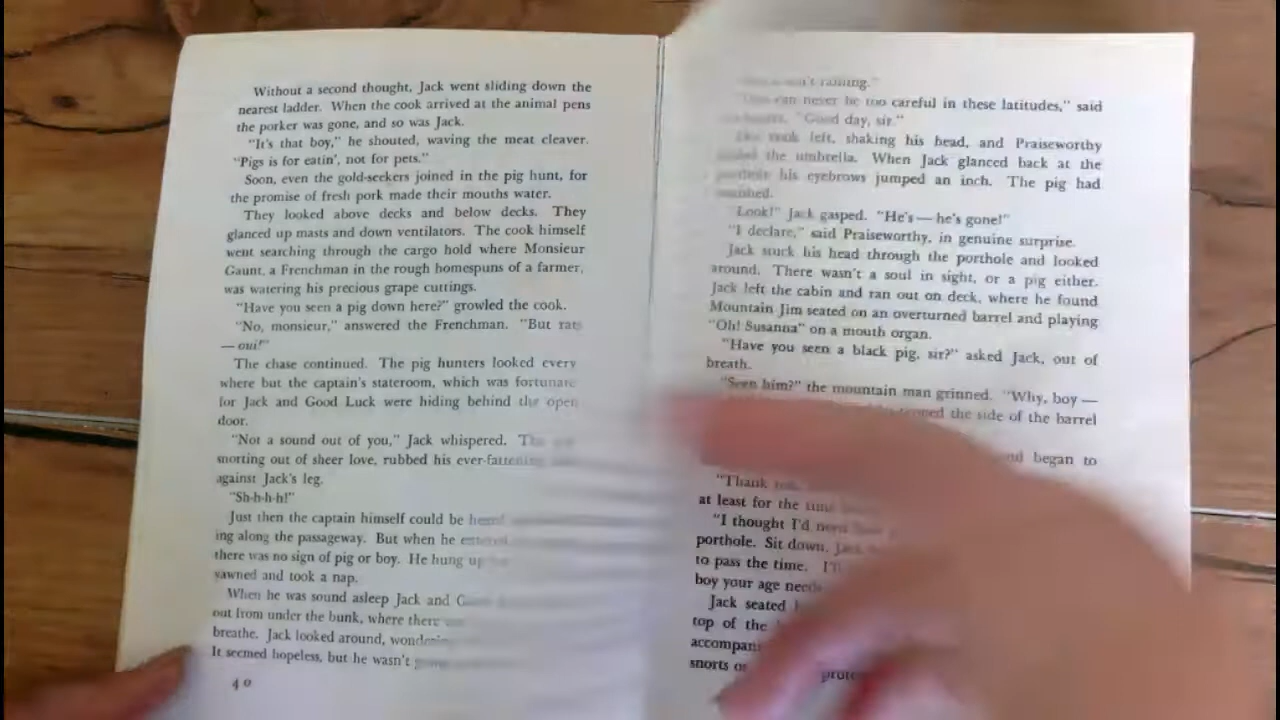 Without a second thought, Jack went sliding down the
nearest ladder. When the cook arrived at the animal pens
the porker was gone, and so was Jack.
"It's that boy," he shouted, waving the meat cleaver.
"Pigs is for eatin', not for pets."
Soon, even the gold-seekers joined in the pig hunt, for
the promise of fresh pork made their mouths water.
They looked above decks and below decks. They
glanced up masts and down ventilators. The cook himself
went searching through the cargo hold where Monsieur
Gaunt, a Frenchman in the rough homespuns of a farmer,
was watering his precious grape cuttings.
"Have you seen a pig down here?" growled the cook.
"No, monsieur," answered the Frenchman. "But rats
— oui!"
The chase continued. The pig hunters looked every
where but the captain's stateroom, which was fortunate
for Jack and Good Luck were hiding behind the open
door.
"Not a sound out of you," Jack whispered. The
snorting out of sheer love, rubbed his ever-fattening
against Jack's leg.
"Sh-h-h-h!"
Just then the captain himself could be heard
ing along the passageway. But when he entered
there was no sign of pig or boy. He hung up
yawned and took a nap.
When he was sound asleep Jack and
out from under the bunk, where there
breathe. Jack looked around, wondering
It seemed hopeless, but he wasn't
40
raining."
can never be too careful in these latitudes," said
"Good day, sir."
cook left, shaking his head, and Praiseworthy
the umbrella. When Jack glanced back at the
his eyebrows jumped an inch. The pig had
"Look!" Jack gasped. "He's — he's gone!"
"I declare," said Praiseworthy, in genuine surprise.
Jack stuck his head through the porthole and looked
around. There wasn't a soul in sight, or a pig either.
Jack left the cabin and ran out on deck, where he found
Mountain Jim seated on an overturned barrel and playing
"Oh! Susanna" on a mouth organ.
"Have you seen a black pig, sir?" asked Jack, out of
breath.
"Seen him?" the mountain man grinned. "Why, boy —
the side of the barrel
began to
"Thank
at least for the time
"I thought I'd need
porthole. Sit down, Jack
to pass the time.
boy your age
Jack seated
top of the
snorts